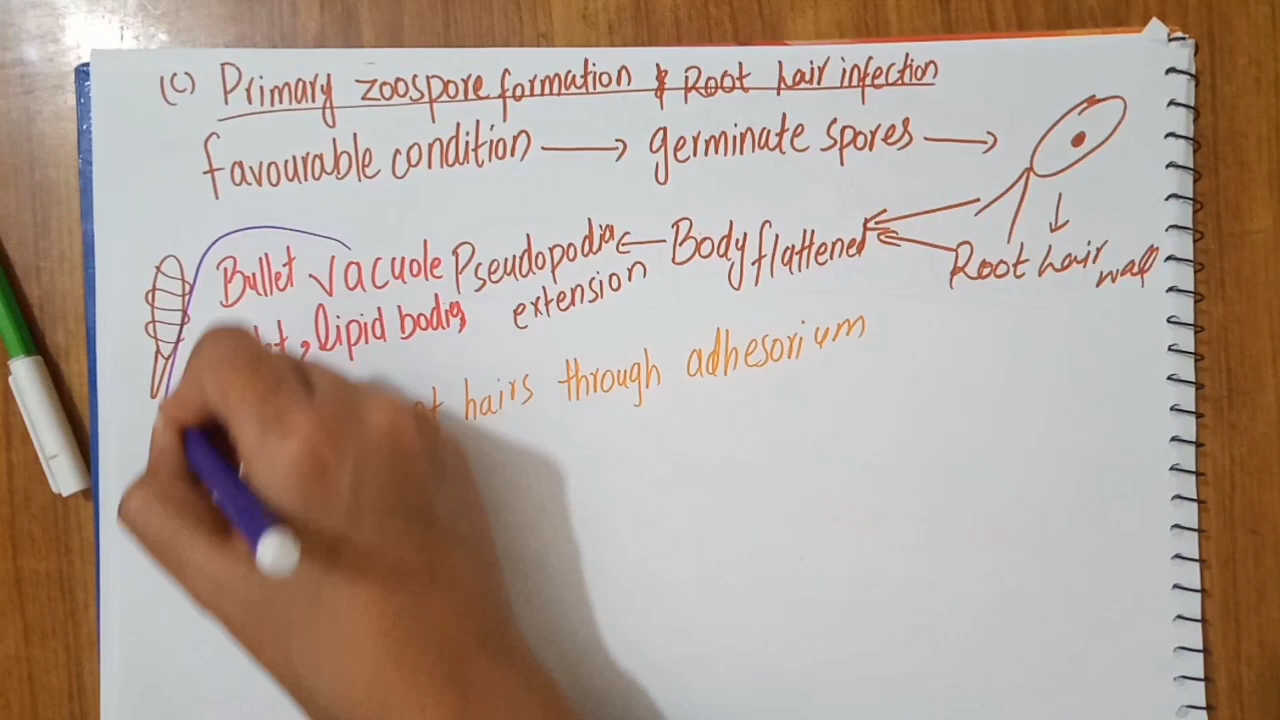 (C) Primary zoospore formation & Root hair infection
favourable condition → germinate spores →
Bullet vacuole Pseudopodia ← Body flattened Root hair wall
, lipid bodies extension
hairs through adhesorium